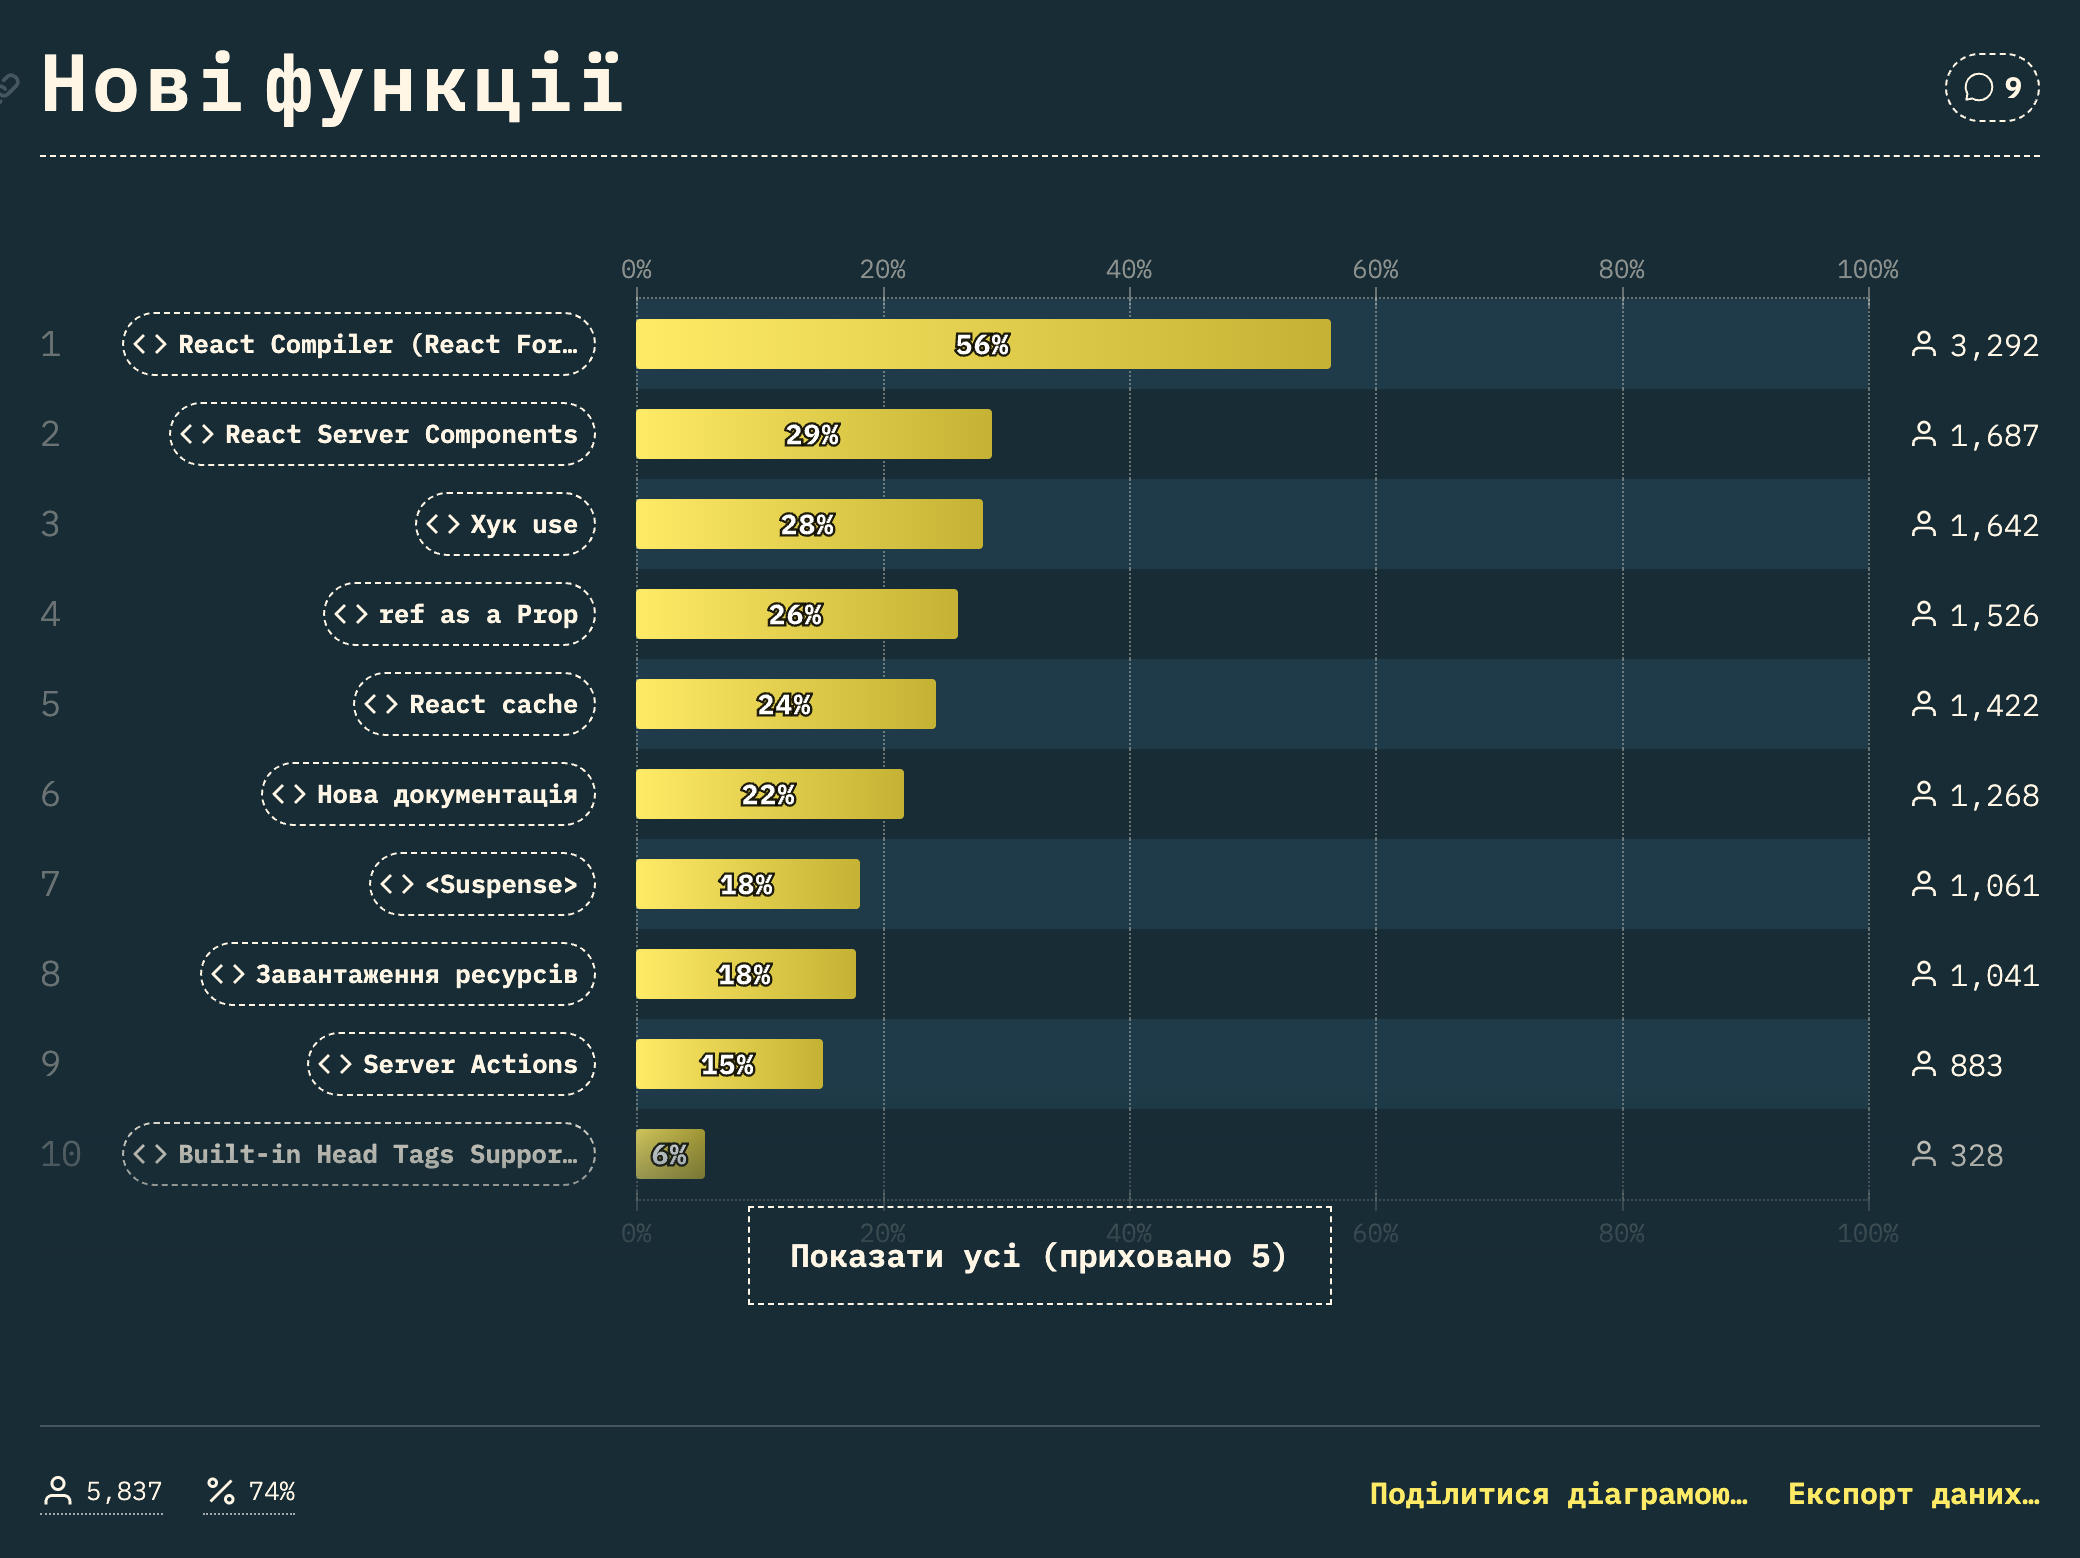 Нові функції
9
0% 20% 40% 60% 80% 100%
1 <> React Compiler (React For… 56% 3,292
2 <> React Server Components 29% 1,687
3 <> Хук use 28% 1,642
4 <> ref as a Prop 26% 1,526
5 <> React cache 24% 1,422
6 <> Нова документація 22% 1,268
7 <> <Suspense> 18% 1,061
8 <> Завантаження ресурсів 18% 1,041
9 <> Server Actions 15% 883
10 <> Built-in Head Tags Suppor… 6% 328
0% 20% 40% 60% 80% 100%
Показати усі (приховано 5)
5,837 % 74% Поділитися діаграмою… Експорт даних…